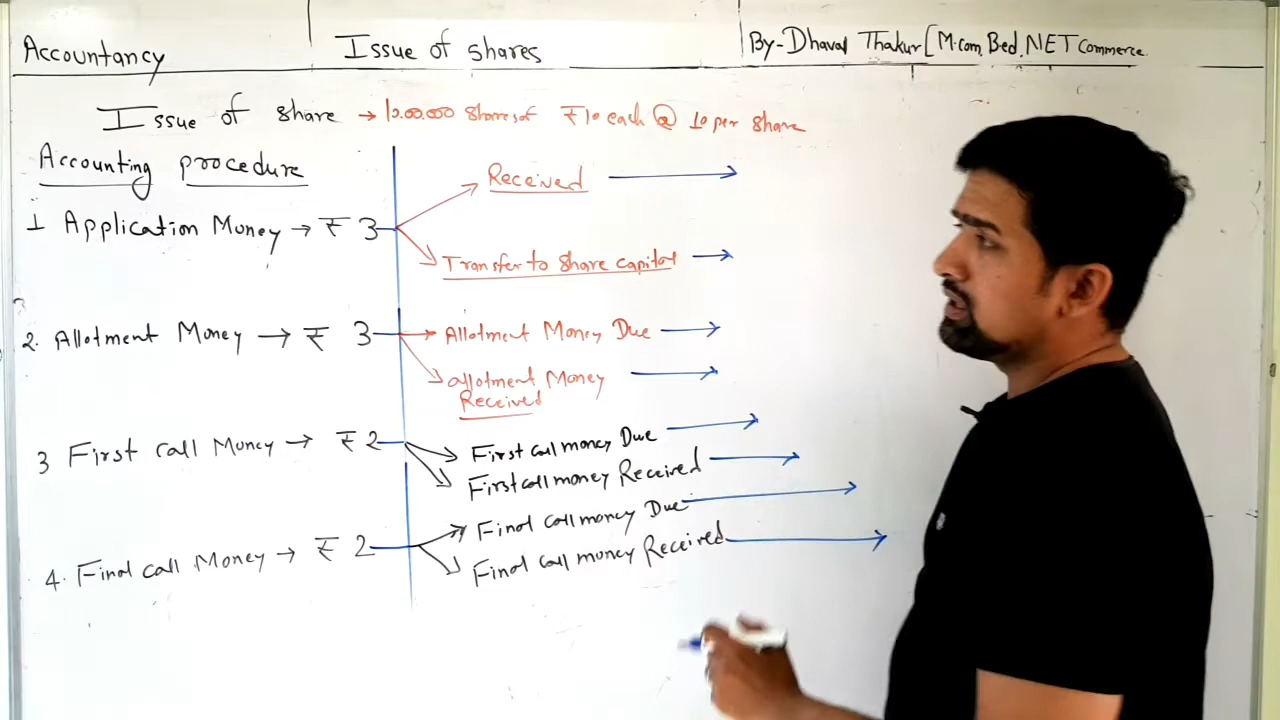 Accountancy
Issue of shares
By-Dhaval Thakur [M.com, B.ed, NET Commerce
Issue of share → 10,00,000 Shares of ₹10 each @ 10 per share
Accounting procedure
1 Application Money → ₹ 3
Received
Transfer to share capital
2. Allotment Money → ₹ 3
Allotment Money Due
allotment Money
Received
3 First call Money → ₹ 2
First call money Due
First call money Received
4. Final call Money → ₹ 2
Final call money Due
Final call money Received